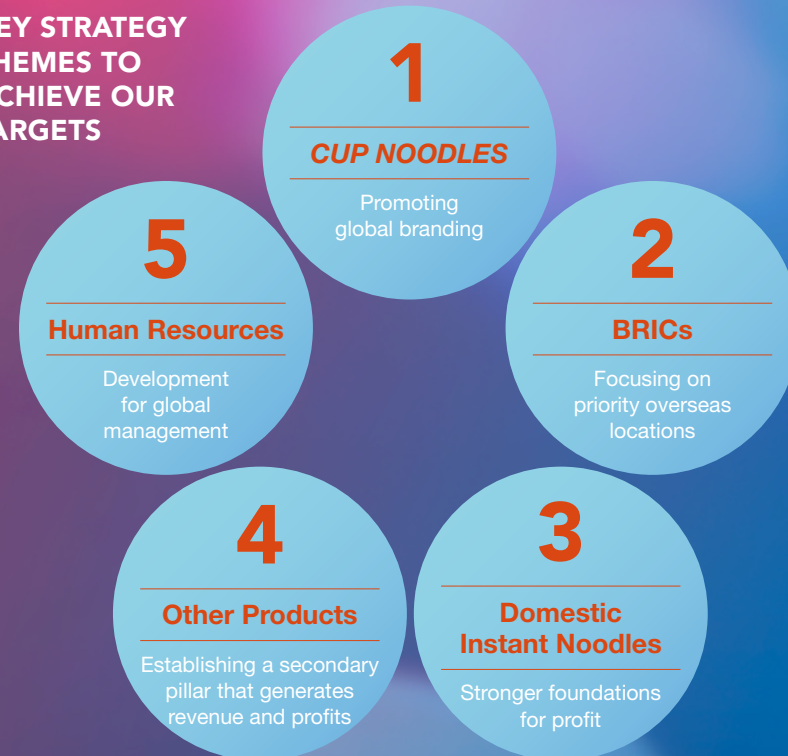 EY STRATEGY
HEMES TO
CHIEVE OUR
ARGETS
1
CUP NOODLES
Promoting
global branding
2
BRICs
Focusing on
priority overseas
locations
3
Domestic
Instant Noodles
Stronger foundations
for profit
4
Other Products
Establishing a secondary
pillar that generates
revenue and profits
5
Human Resources
Development
for global
management